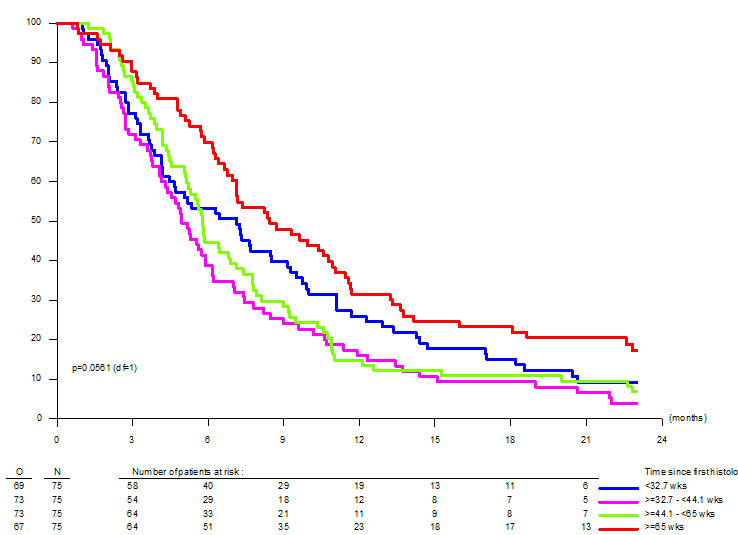 100
90
80
70
60
50
40
30
20
10
0
p=0.0561 (df=1)
(months)
0 3 6 9 12 15 18 21 24
O N Number of patients at risk : Time since first histolo
69 75 58 40 29 19 13 11 6 <32.7 wks
73 75 54 29 18 12 8 7 5 >=32.7 - <44.1 wks
73 75 64 33 21 11 9 8 7 >=44.1 - <65 wks
67 75 64 51 35 23 18 17 13 >=65 wks